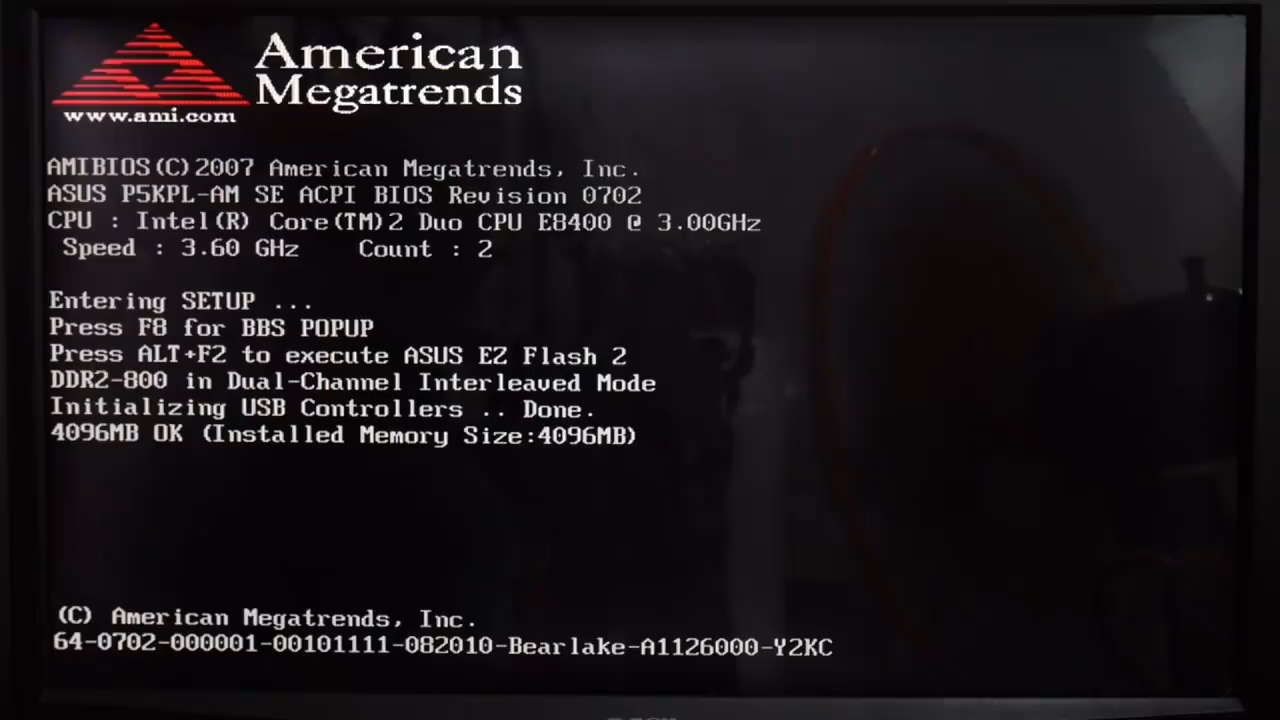 American
Megatrends
www.ami.com
AMIBIOS(C)2007 American Megatrends, Inc.
ASUS P5KPL-AM SE ACPI BIOS Revision 0702
CPU : Intel(R) Core(TM)2 Duo CPU E8400 @ 3.00GHz
Speed : 3.60 GHz Count : 2
Entering SETUP ...
Press F8 for BBS POPUP
Press ALT+F2 to execute ASUS EZ Flash 2
DDR2-800 in Dual-Channel Interleaved Mode
Initializing USB Controllers .. Done.
4096MB OK (Installed Memory Size:4096MB)
(C) American Megatrends, Inc.
64-0702-000001-00101111-082010-Bearlake-A1126000-Y2KC